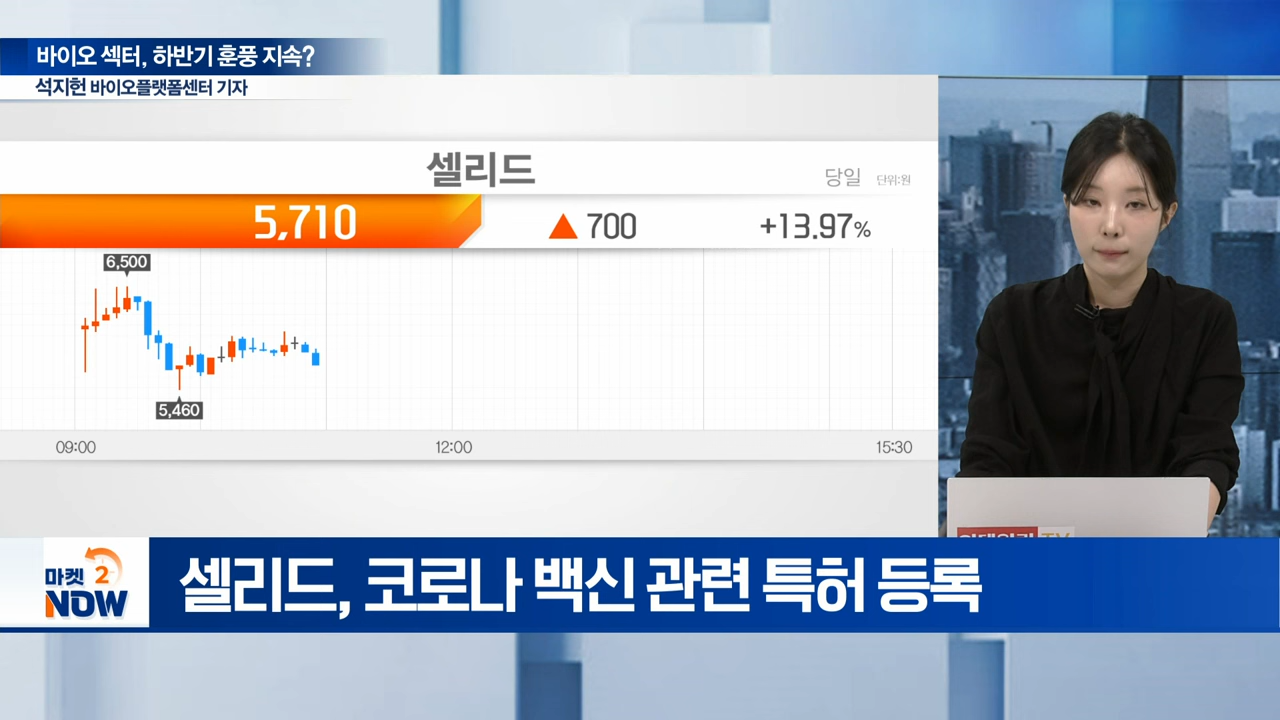 바이오 섹터, 하반기 훈풍 지속?
석지헌 바이오플랫폼센터 기자
셀리드
당일 단위:원
5,710 ▲ 700 +13.97%
6,500
5,460
09:00 12:00 15:30
마켓 2
NOW
셀리드, 코로나 백신 관련 특허 등록